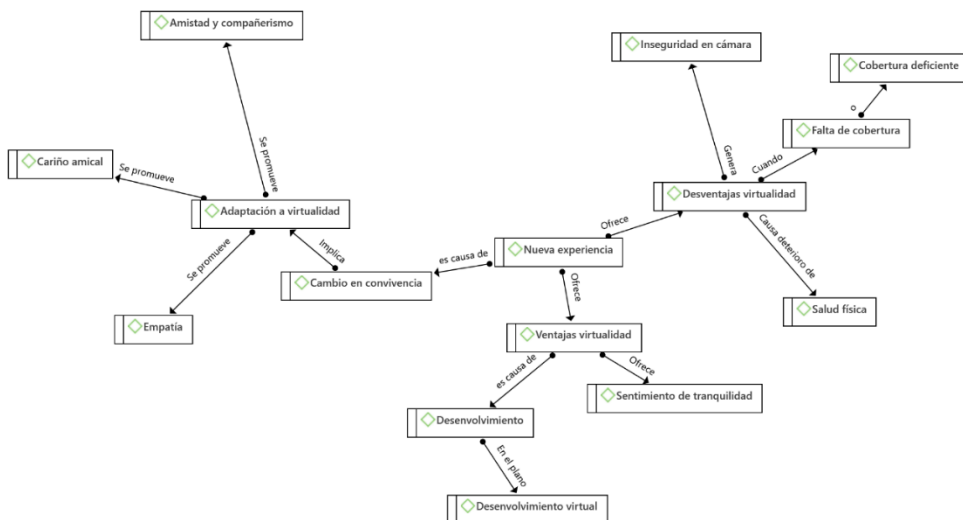 Amistad y compañerismo
Inseguridad en cámara
Cobertura deficiente
o
Falta de cobertura
Se promueve
Genera
Cuando
Cariño amical
Se promueve
Desventajas virtualidad
Adaptación a virtualidad
Ofrece
Causa deterioro de
Se promueve
Implica
es causa de
Nueva experiencia
Cambio en convivencia
Ofrece
Salud física
Empatía
Ventajas virtualidad
es causa de
Ofrece
Sentimiento de tranquilidad
Desenvolvimiento
En el plano
Desenvolvimiento virtual